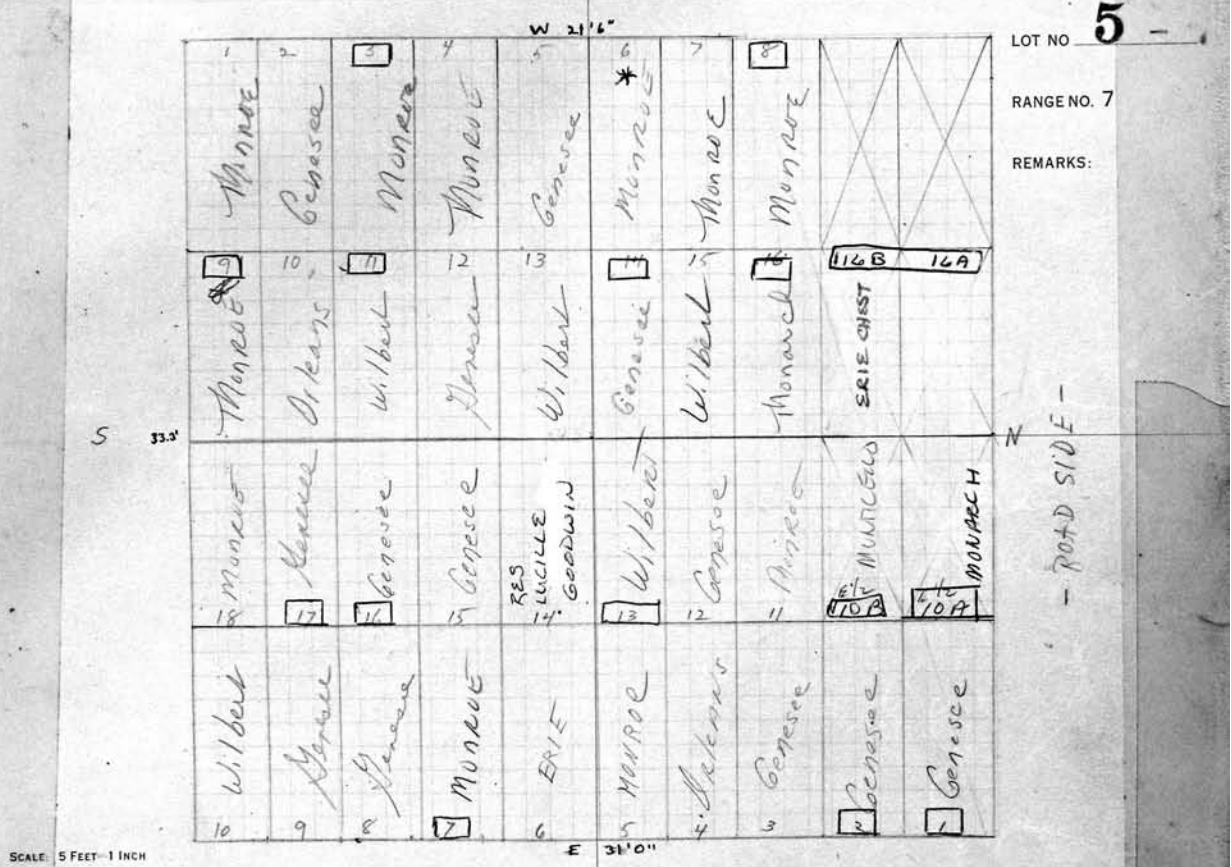 W 21'6"
LOT NO 5 -
RANGE NO. 7
REMARKS:
1 2 3 4 5 6 7 8
*
Monroe Genesee Monroe Monroe Genesee Monroe Monroe Monroe
9 10 11 12 13 14 15 16 116B 16A
Monroe Orleans Wilbert Genesee Wilbert Genesee Wilbert Monarch ERIE CHEST
S 33.3' N
- ROAD SIDE -
Monroe Genesee Genesee Genesee RES LUCILLE GOODWIN Wilbert Genesee Monroe MONTICELLO MONARCH
18 17 16 15 14 13 12 11 E 1/2 110B 1/2 10A
Wilbert Genesee Genesee MONROE ERIE MONROE Orleans Genesee Genesee Genesee
10 9 8 7 6 5 4 3 2 1
E 31'0"
SCALE: 5 FEET 1 INCH